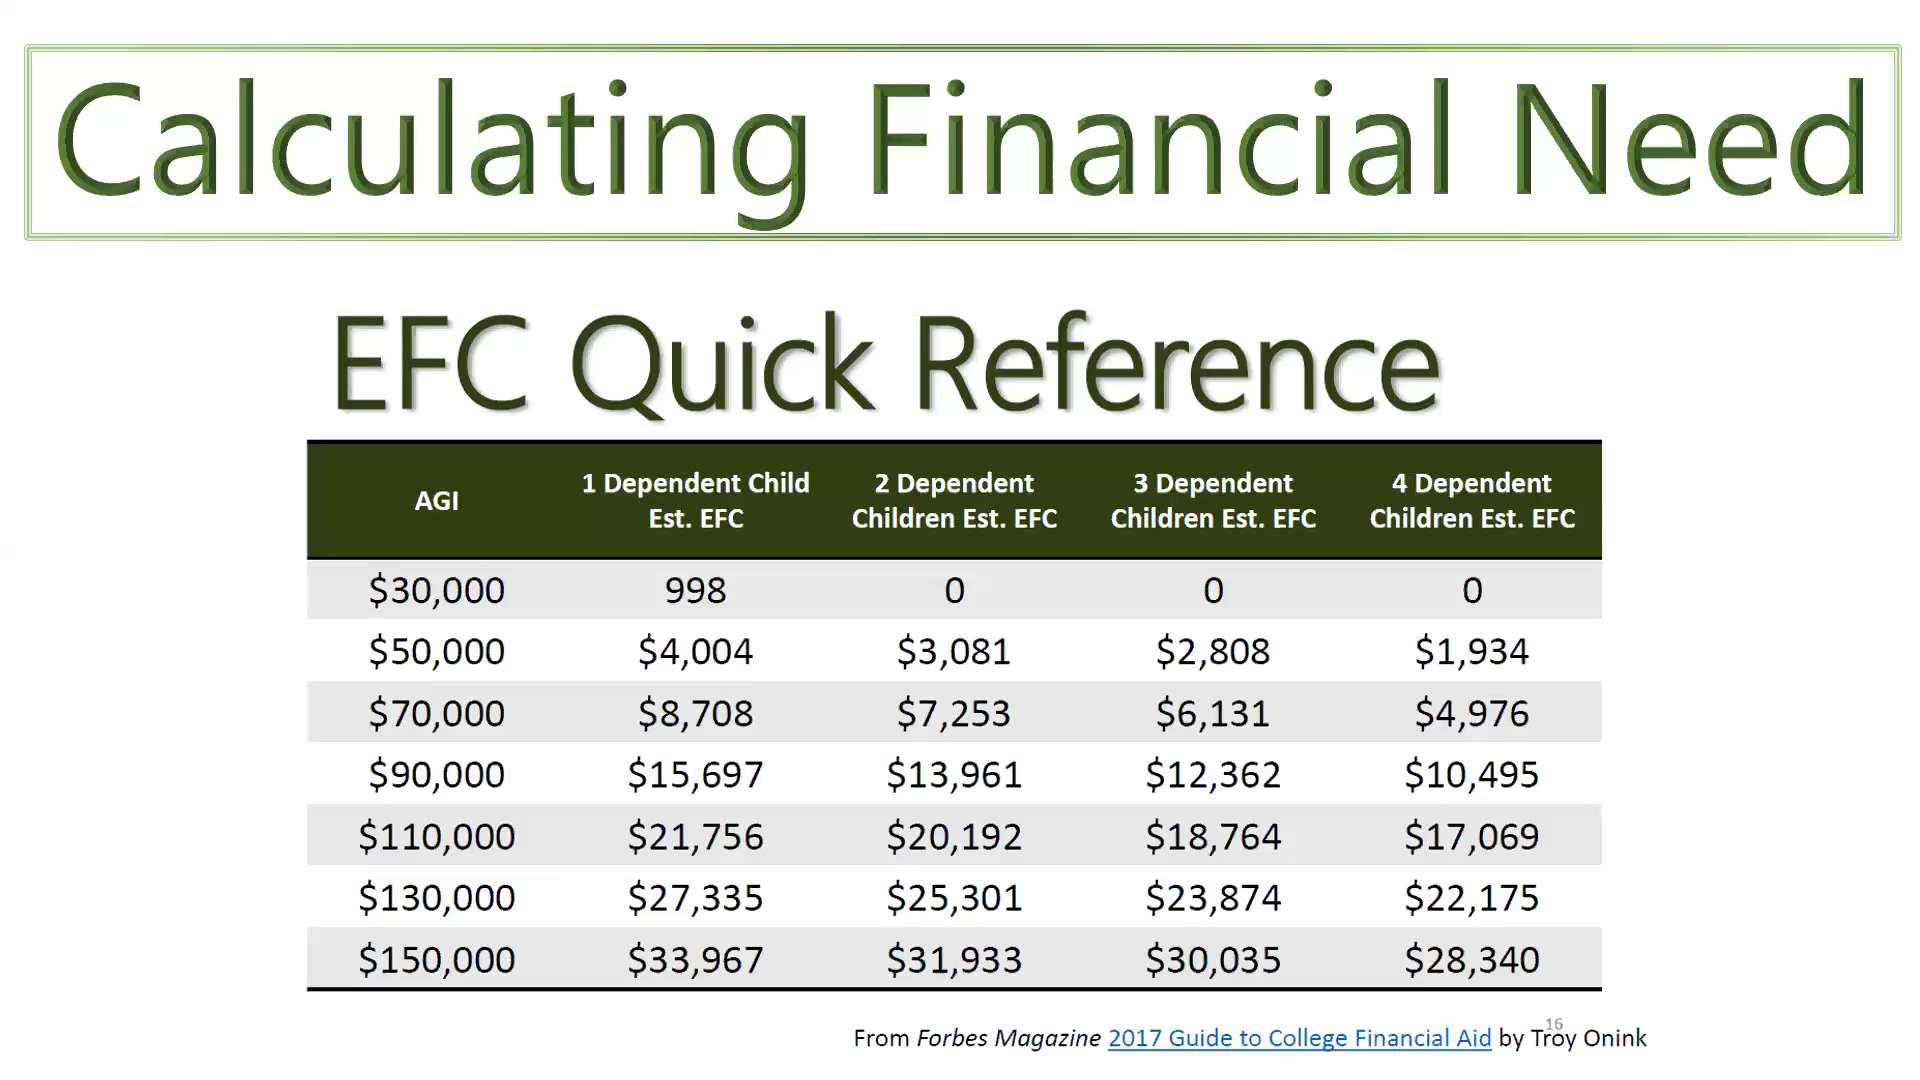 Calculating Financial Need
EFC Quick Reference
AGI 1 Dependent Child Est. EFC 2 Dependent Children Est. EFC 3 Dependent Children Est. EFC 4 Dependent Children Est. EFC
$30,000 998 0 0 0
$50,000 $4,004 $3,081 $2,808 $1,934
$70,000 $8,708 $7,253 $6,131 $4,976
$90,000 $15,697 $13,961 $12,362 $10,495
$110,000 $21,756 $20,192 $18,764 $17,069
$130,000 $27,335 $25,301 $23,874 $22,175
$150,000 $33,967 $31,933 $30,035 $28,340
16
From Forbes Magazine 2017 Guide to College Financial Aid by Troy Onink